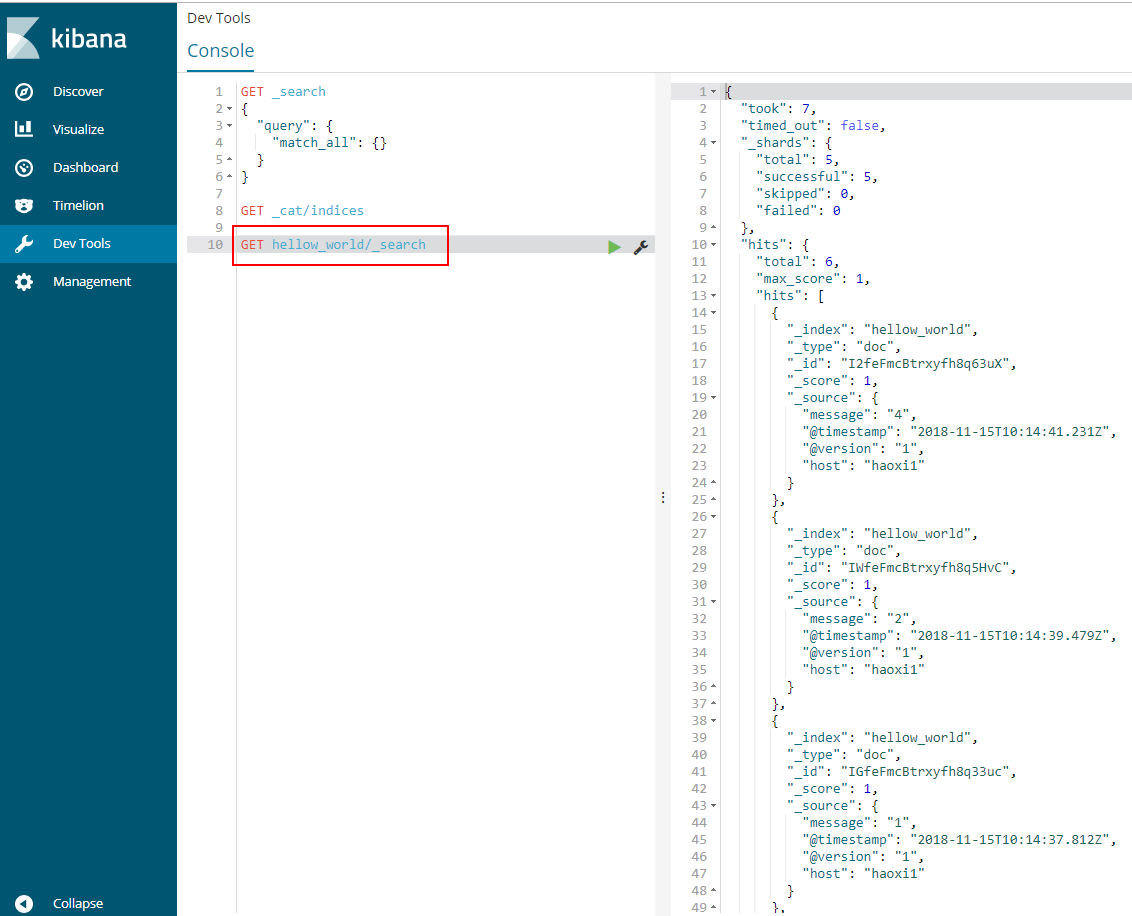 kibana
Discover
Visualize
Dashboard
Timelion
Dev Tools
Management
Collapse
Dev Tools
Console
1 GET _search
2 {
3 "query": {
4 "match_all": {}
5 }
6 }
7
8 GET _cat/indices
9
10 GET hellow_world/_search
1 {
2 "took": 7,
3 "timed_out": false,
4 "_shards": {
5 "total": 5,
6 "successful": 5,
7 "skipped": 0,
8 "failed": 0
9 },
10 "hits": {
11 "total": 6,
12 "max_score": 1,
13 "hits": [
14 {
15 "_index": "hellow_world",
16 "_type": "doc",
17 "_id": "I2feFmcBtrxyfh8q63uX",
18 "_score": 1,
19 "_source": {
20 "message": "4",
21 "@timestamp": "2018-11-15T10:14:41.231Z",
22 "@version": "1",
23 "host": "haoxi1"
24 }
25 },
26 {
27 "_index": "hellow_world",
28 "_type": "doc",
29 "_id": "IWfeFmcBtrxyfh8q5HvC",
30 "_score": 1,
31 "_source": {
32 "message": "2",
33 "@timestamp": "2018-11-15T10:14:39.479Z",
34 "@version": "1",
35 "host": "haoxi1"
36 }
37 },
38 {
39 "_index": "hellow_world",
40 "_type": "doc",
41 "_id": "IGfeFmcBtrxyfh8q33uc",
42 "_score": 1,
43 "_source": {
44 "message": "1",
45 "@timestamp": "2018-11-15T10:14:37.812Z",
46 "@version": "1",
47 "host": "haoxi1"
48 }
49 },